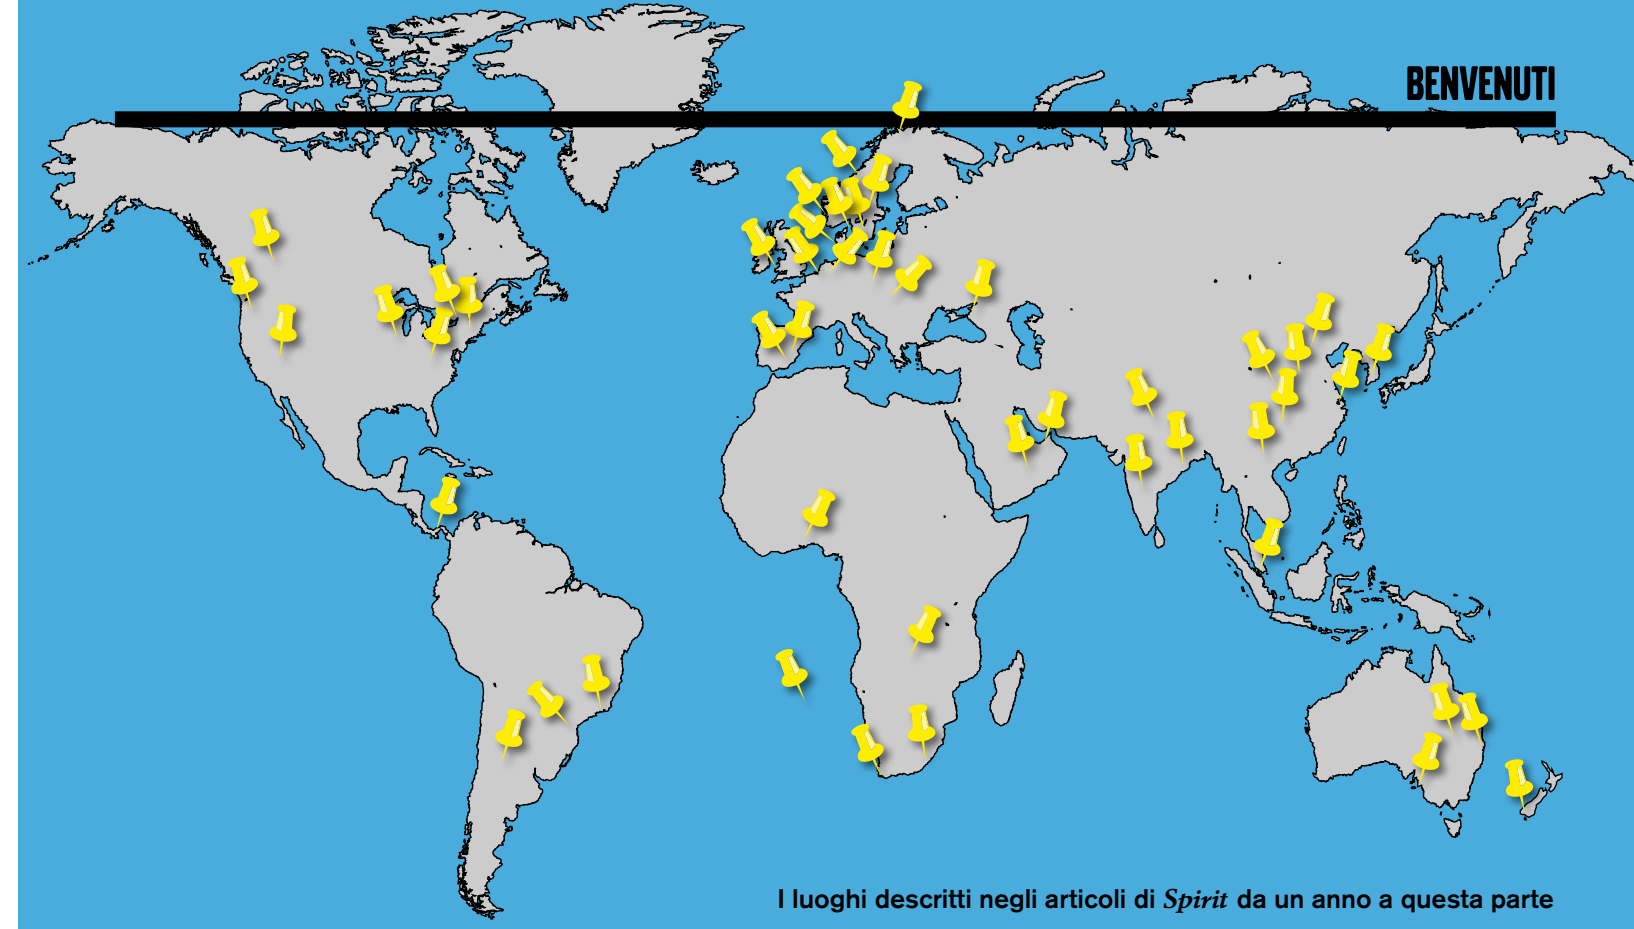 BENVENUTI
I luoghi descritti negli articoli di Spirit da un anno a questa parte